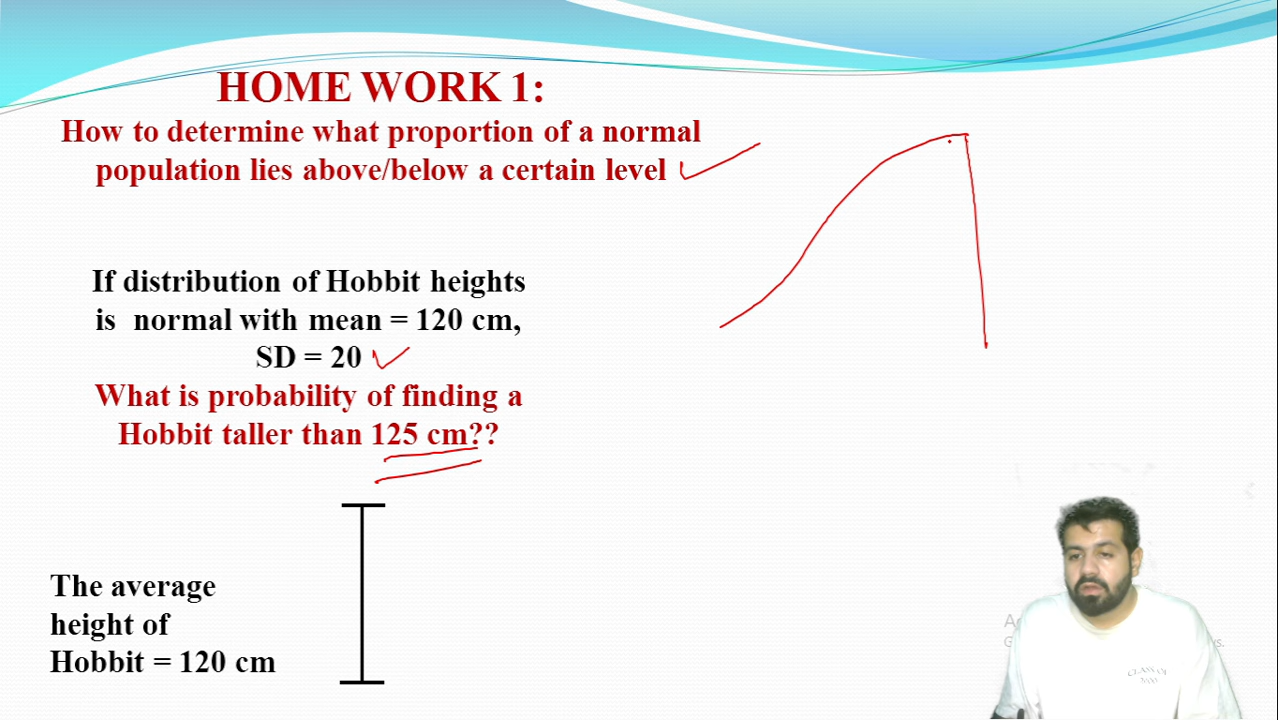 HOME WORK 1:
How to determine what proportion of a normal
population lies above/below a certain level
If distribution of Hobbit heights
is normal with mean = 120 cm,
SD = 20
What is probability of finding a
Hobbit taller than 125 cm??
The average
height of
Hobbit = 120 cm
CLASS OF